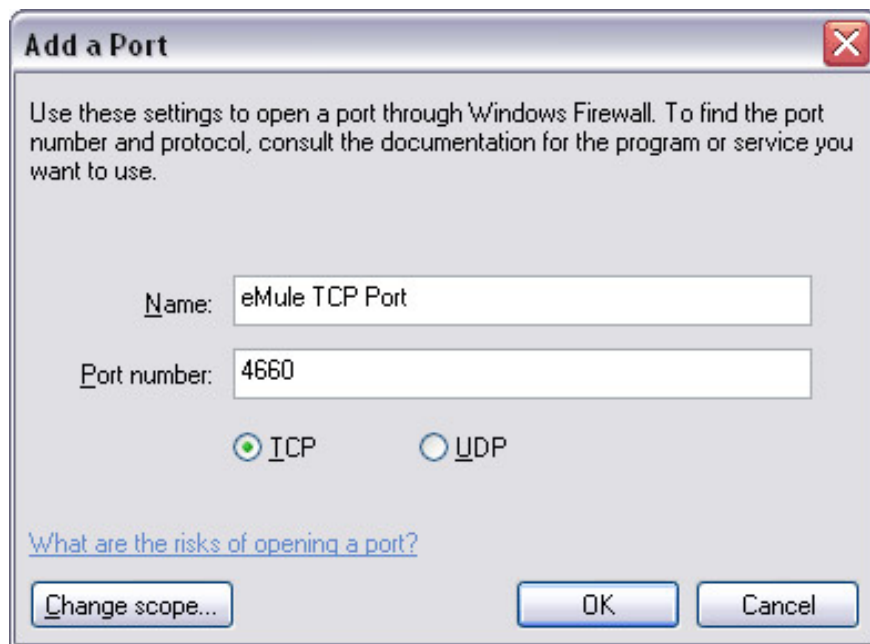 Add a Port
Use these settings to open a port through Windows Firewall. To find the port
number and protocol, consult the documentation for the program or service you
want to use.
Name: eMule TCP Port
Port number: 4660
TCP UDP
What are the risks of opening a port?
Change scope... OK Cancel